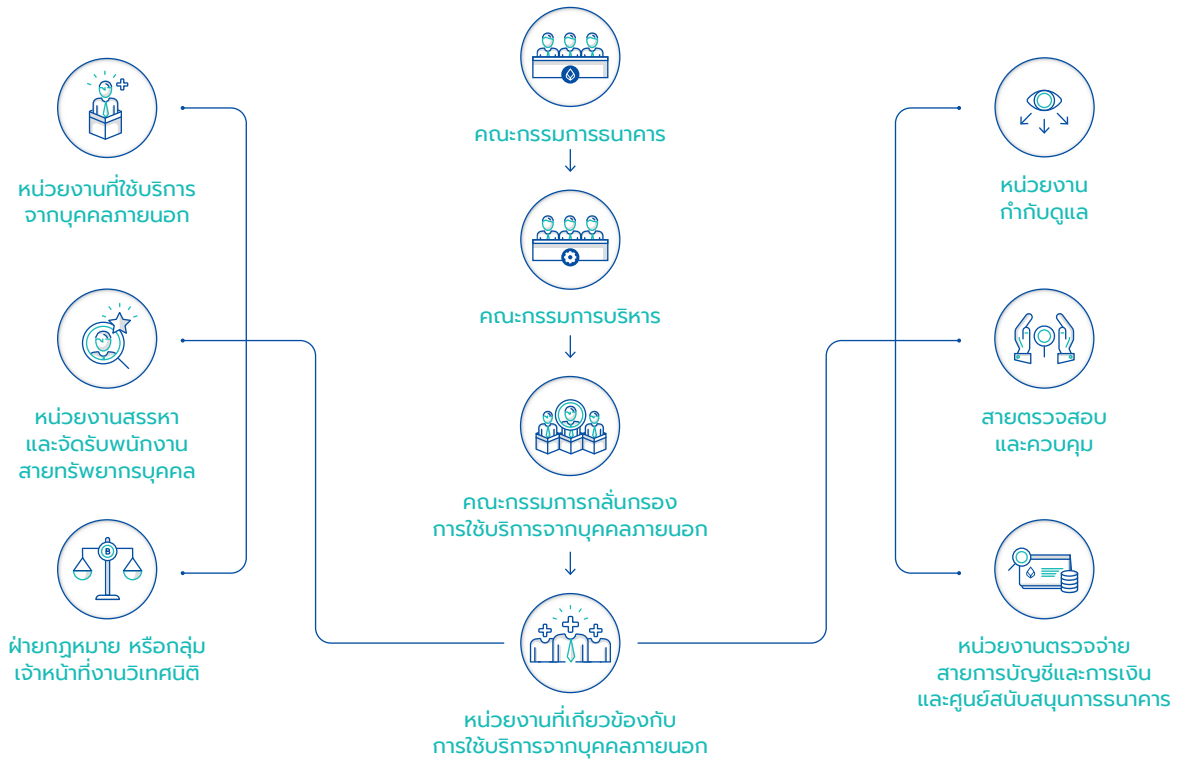 คณะกรรมการธนาคาร
คณะกรรมการบริหาร
คณะกรรมการกลั่นกรอง
การใช้บริการจากบุคคลภายนอก
หน่วยงานที่เกียวข้องกับ
การใช้บริการจากบุคคลภายนอก
หน่วยงานที่ใช้บริการ
จากบุคคลภายนอก
หน่วยงานสรรหา
และจัดรับพนักงาน
สายทรัพยากรบุคคล
B
ฝ่ายกฎหมาย หรือกลุ่ม
เจ้าหน้าที่งานวิเทศนิติ
หน่วยงาน
กำกับดูแล
สายตรวจสอบ
และควบคุม
หน่วยงานตรวจจ่าย
สายการบัญชีและการเงิน
และศูนย์สนับสนุนการธนาคาร